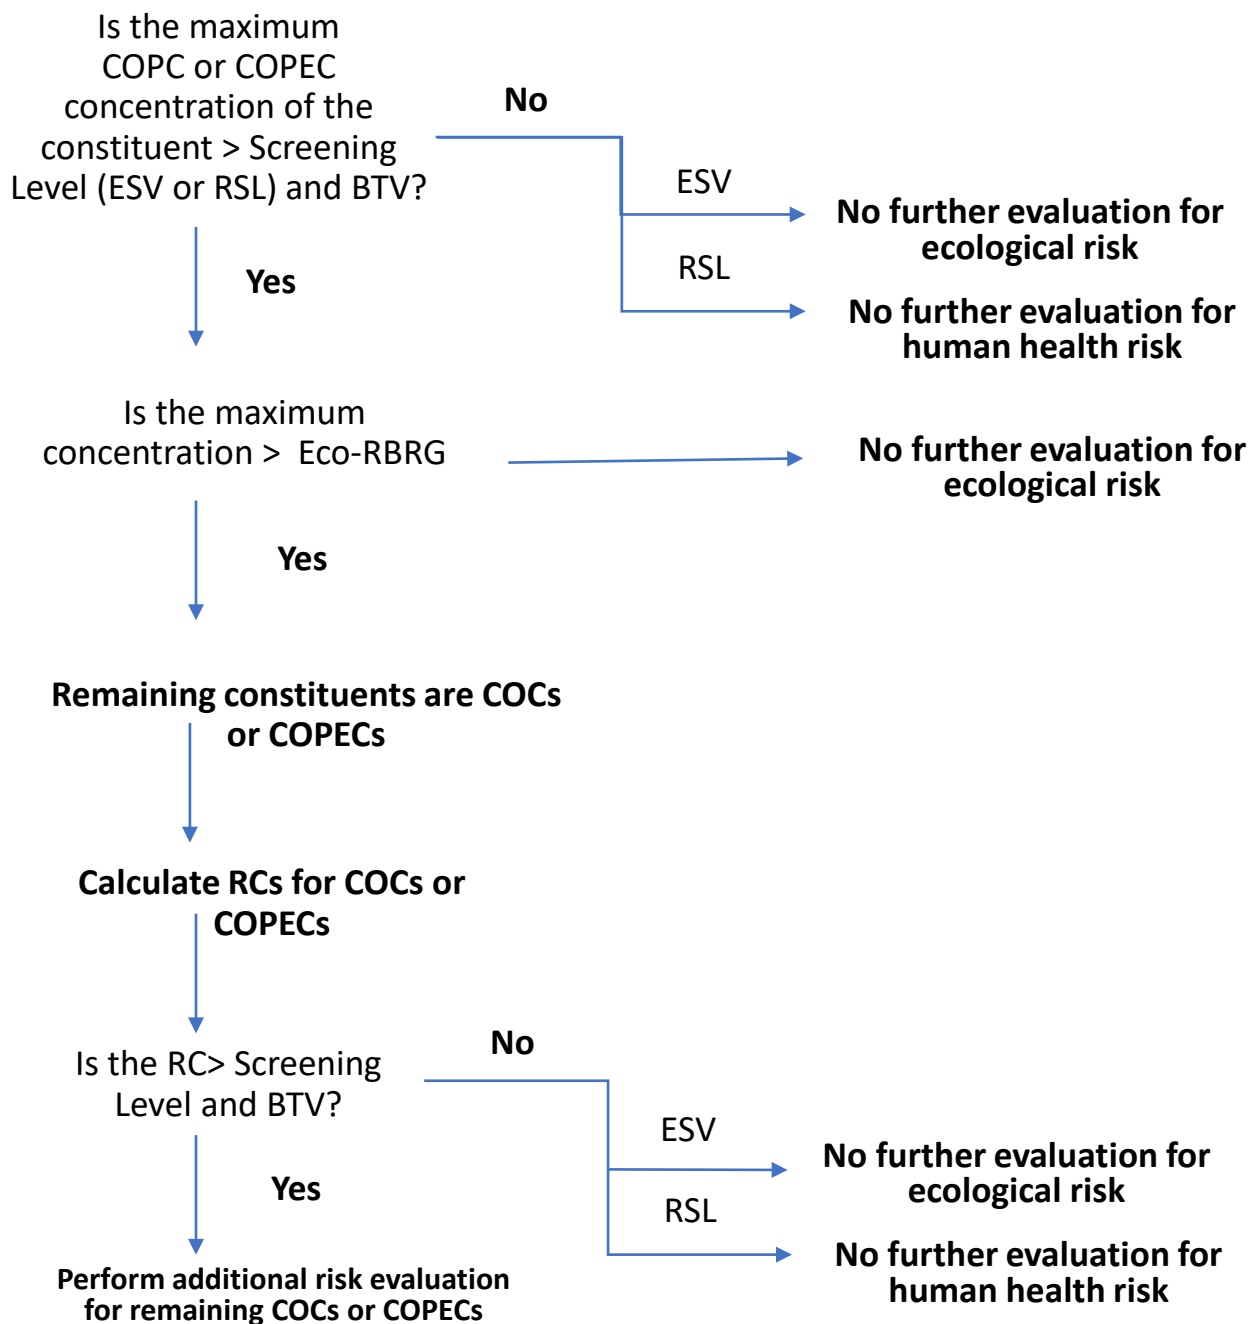 Is the maximum
COPC or COPEC
concentration of the
constituent > Screening
Level (ESV or RSL) and BTV?
No
ESV
No further evaluation for
ecological risk
RSL
No further evaluation for
human health risk
Yes
Is the maximum
concentration >  Eco-RBRG
No further evaluation for
ecological risk
Yes
Remaining constituents are COCs
or COPECs
Calculate RCs for COCs or
COPECs
Is the RC> Screening
Level and BTV?
No
ESV
No further evaluation for
ecological risk
RSL
No further evaluation for
human health risk
Yes
Perform additional risk evaluation
for remaining COCs or COPECs